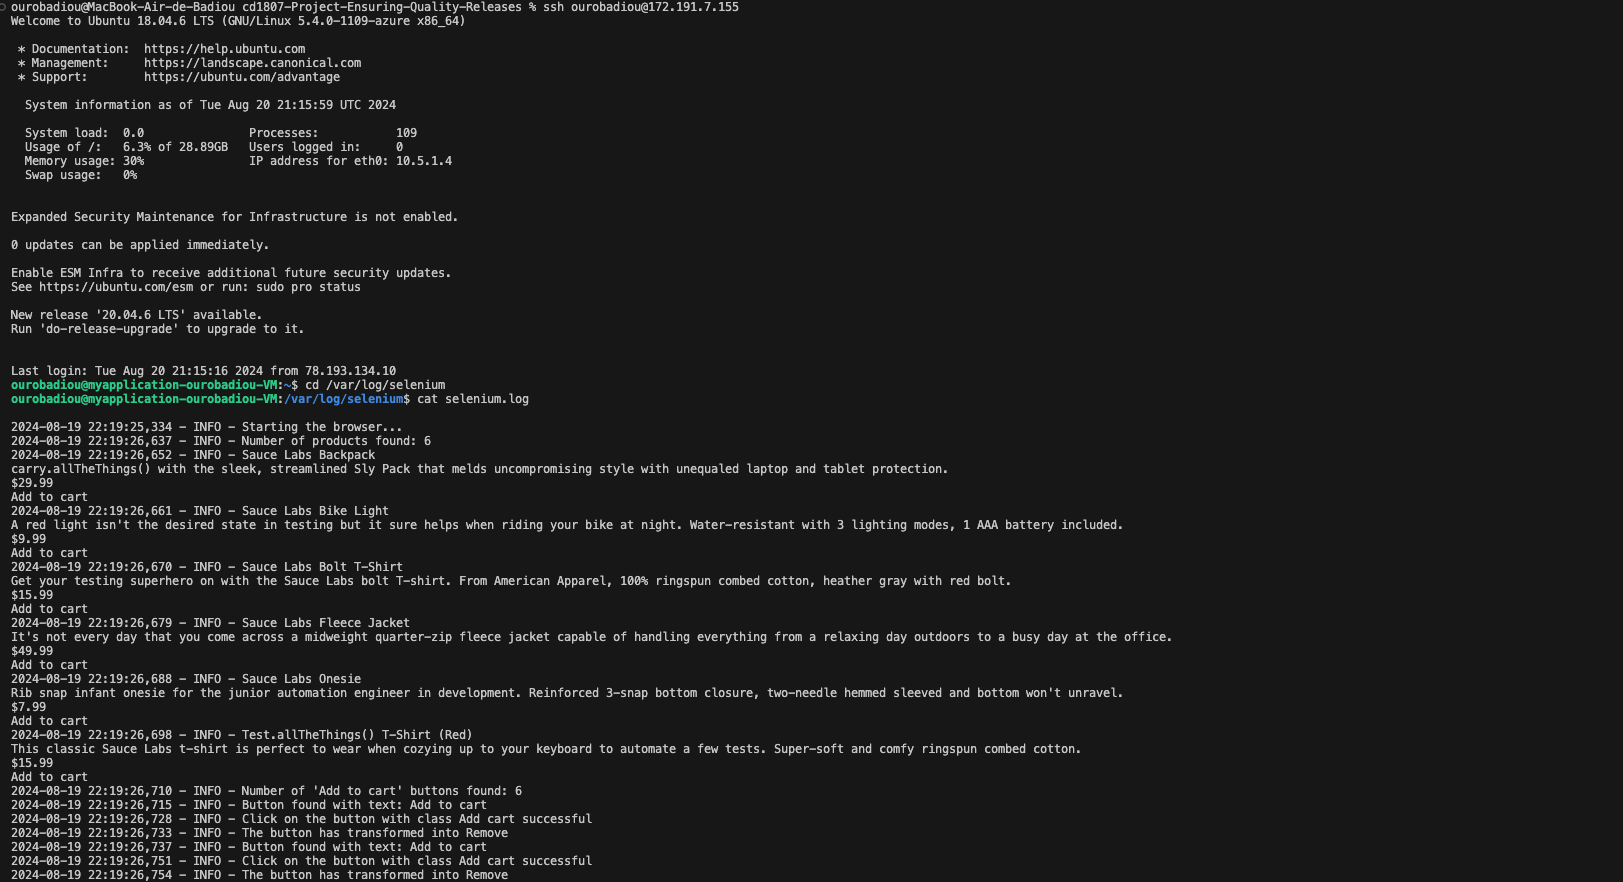 ourobadiou@MacBook-Air-de-Badiou cd1807-Project-Ensuring-Quality-Releases % ssh ourobadiou@172.191.7.155
Welcome to Ubuntu 18.04.6 LTS (GNU/Linux 5.4.0-1109-azure x86_64)
* Documentation:  https://help.ubuntu.com
* Management:     https://landscape.canonical.com
* Support:        https://ubuntu.com/advantage
System information as of Tue Aug 20 21:15:59 UTC 2024
System load:  0.0               Processes:           109
Usage of /:   6.3% of 28.89GB   Users logged in:     0
Memory usage: 30%               IP address for eth0: 10.5.1.4
Swap usage:   0%
Expanded Security Maintenance for Infrastructure is not enabled.
0 updates can be applied immediately.
Enable ESM Infra to receive additional future security updates.
See https://ubuntu.com/esm or run: sudo pro status
New release '20.04.6 LTS' available.
Run 'do-release-upgrade' to upgrade to it.
Last login: Tue Aug 20 21:15:16 2024 from 78.193.134.10
ourobadiou@myapplication-ourobadiou-VM:~$ cd /var/log/selenium
ourobadiou@myapplication-ourobadiou-VM:/var/log/selenium$ cat selenium.log
2024-08-19 22:19:25,334 - INFO - Starting the browser...
2024-08-19 22:19:26,637 - INFO - Number of products found: 6
2024-08-19 22:19:26,652 - INFO - Sauce Labs Backpack
carry.allTheThings() with the sleek, streamlined Sly Pack that melds uncompromising style with unequaled laptop and tablet protection.
$29.99
Add to cart
2024-08-19 22:19:26,661 - INFO - Sauce Labs Bike Light
A red light isn't the desired state in testing but it sure helps when riding your bike at night. Water-resistant with 3 lighting modes, 1 AAA battery included.
$9.99
Add to cart
2024-08-19 22:19:26,670 - INFO - Sauce Labs Bolt T-Shirt
Get your testing superhero on with the Sauce Labs bolt T-shirt. From American Apparel, 100% ringspun combed cotton, heather gray with red bolt.
$15.99
Add to cart
2024-08-19 22:19:26,679 - INFO - Sauce Labs Fleece Jacket
It's not every day that you come across a midweight quarter-zip fleece jacket capable of handling everything from a relaxing day outdoors to a busy day at the office.
$49.99
Add to cart
2024-08-19 22:19:26,688 - INFO - Sauce Labs Onesie
Rib snap infant onesie for the junior automation engineer in development. Reinforced 3-snap bottom closure, two-needle hemmed sleeved and bottom won't unravel.
$7.99
Add to cart
2024-08-19 22:19:26,698 - INFO - Test.allTheThings() T-Shirt (Red)
This classic Sauce Labs t-shirt is perfect to wear when cozying up to your keyboard to automate a few tests. Super-soft and comfy ringspun combed cotton.
$15.99
Add to cart
2024-08-19 22:19:26,710 - INFO - Number of 'Add to cart' buttons found: 6
2024-08-19 22:19:26,715 - INFO - Button found with text: Add to cart
2024-08-19 22:19:26,728 - INFO - Click on the button with class Add cart successful
2024-08-19 22:19:26,733 - INFO - The button has transformed into Remove
2024-08-19 22:19:26,737 - INFO - Button found with text: Add to cart
2024-08-19 22:19:26,751 - INFO - Click on the button with class Add cart successful
2024-08-19 22:19:26,754 - INFO - The button has transformed into Remove